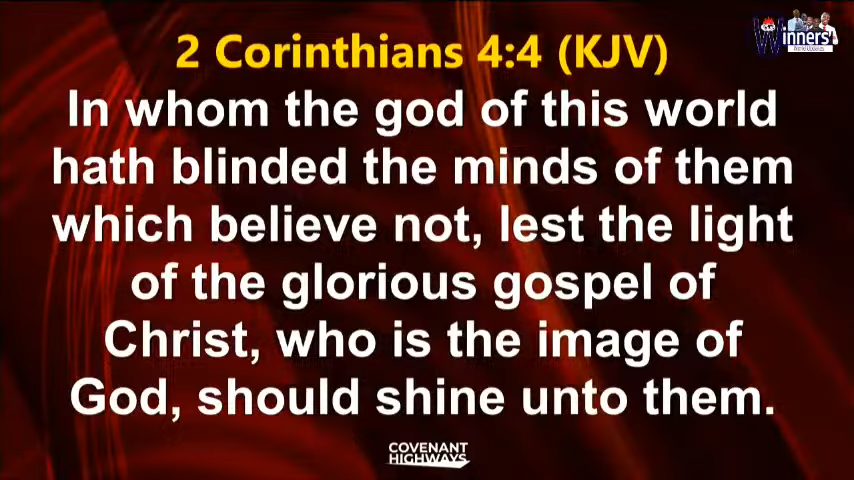 2 Corinthians 4:4 (KJV)
In whom the god of this world
hath blinded the minds of them
which believe not, lest the light
of the glorious gospel of
Christ, who is the image of
God, should shine unto them.
Winners'
COVENANT
HIGHWAYS